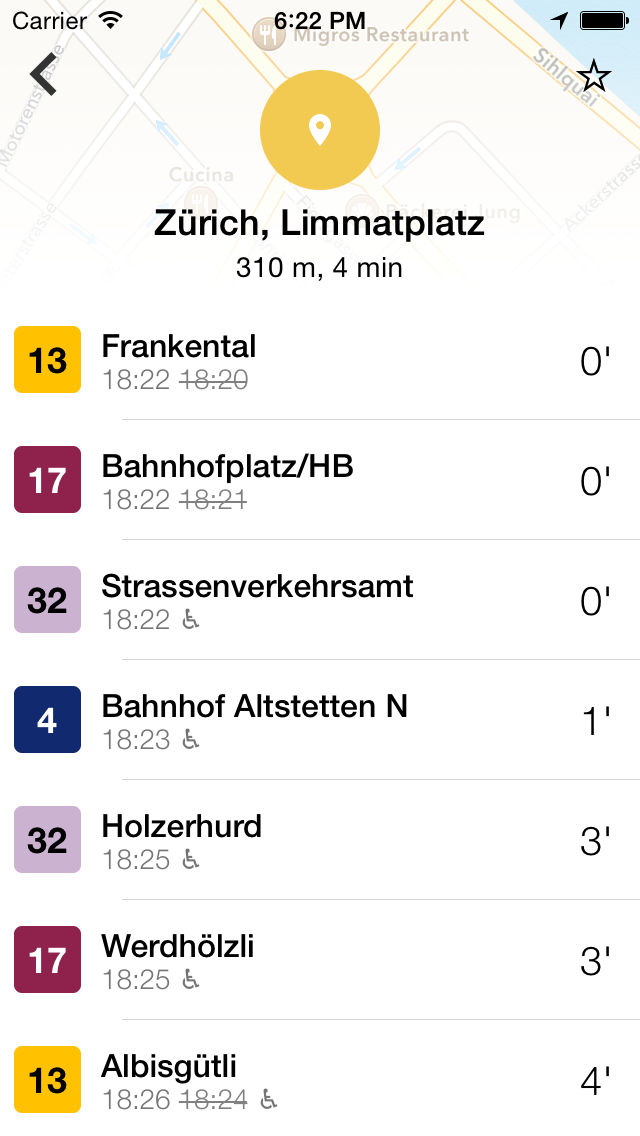 Carrier 6:22 PM
Migros Restaurant
Sihlquai
Motorenstrasse
Cucina
Bäckerei Jung
Ackerstrasse
Zürich, Limmatplatz
310 m, 4 min
13 Frankental 0'
18:22 18:20
17 Bahnhofplatz/HB 0'
18:22 18:21
32 Strassenverkehrsamt 0'
18:22
4 Bahnhof Altstetten N 1'
18:23
32 Holzerhurd 3'
18:25
17 Werdhölzli 3'
18:25
13 Albisgütli 4'
18:26 18:24